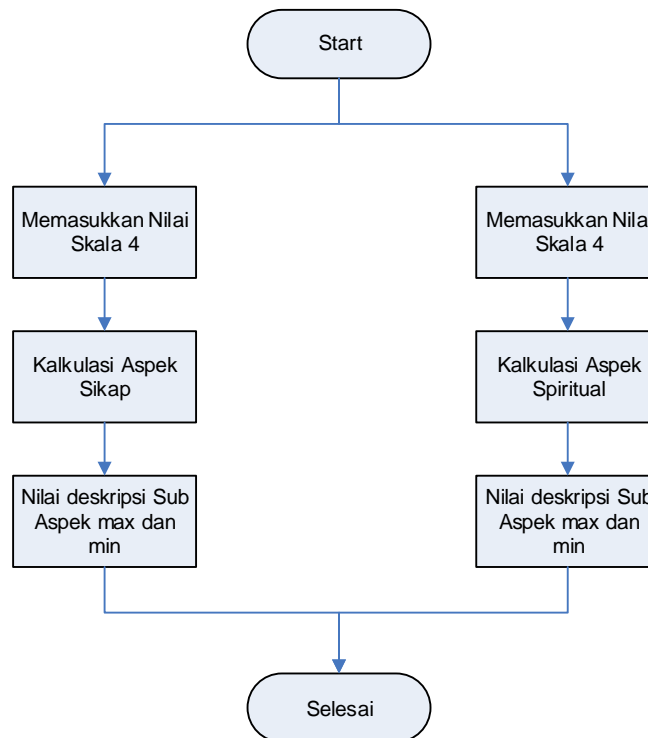 Start
Memasukkan Nilai
Skala 4
Memasukkan Nilai
Skala 4
Kalkulasi Aspek
Sikap
Kalkulasi Aspek
Spiritual
Nilai deskripsi Sub
Aspek max dan
min
Nilai deskripsi Sub
Aspek max dan
min
Selesai